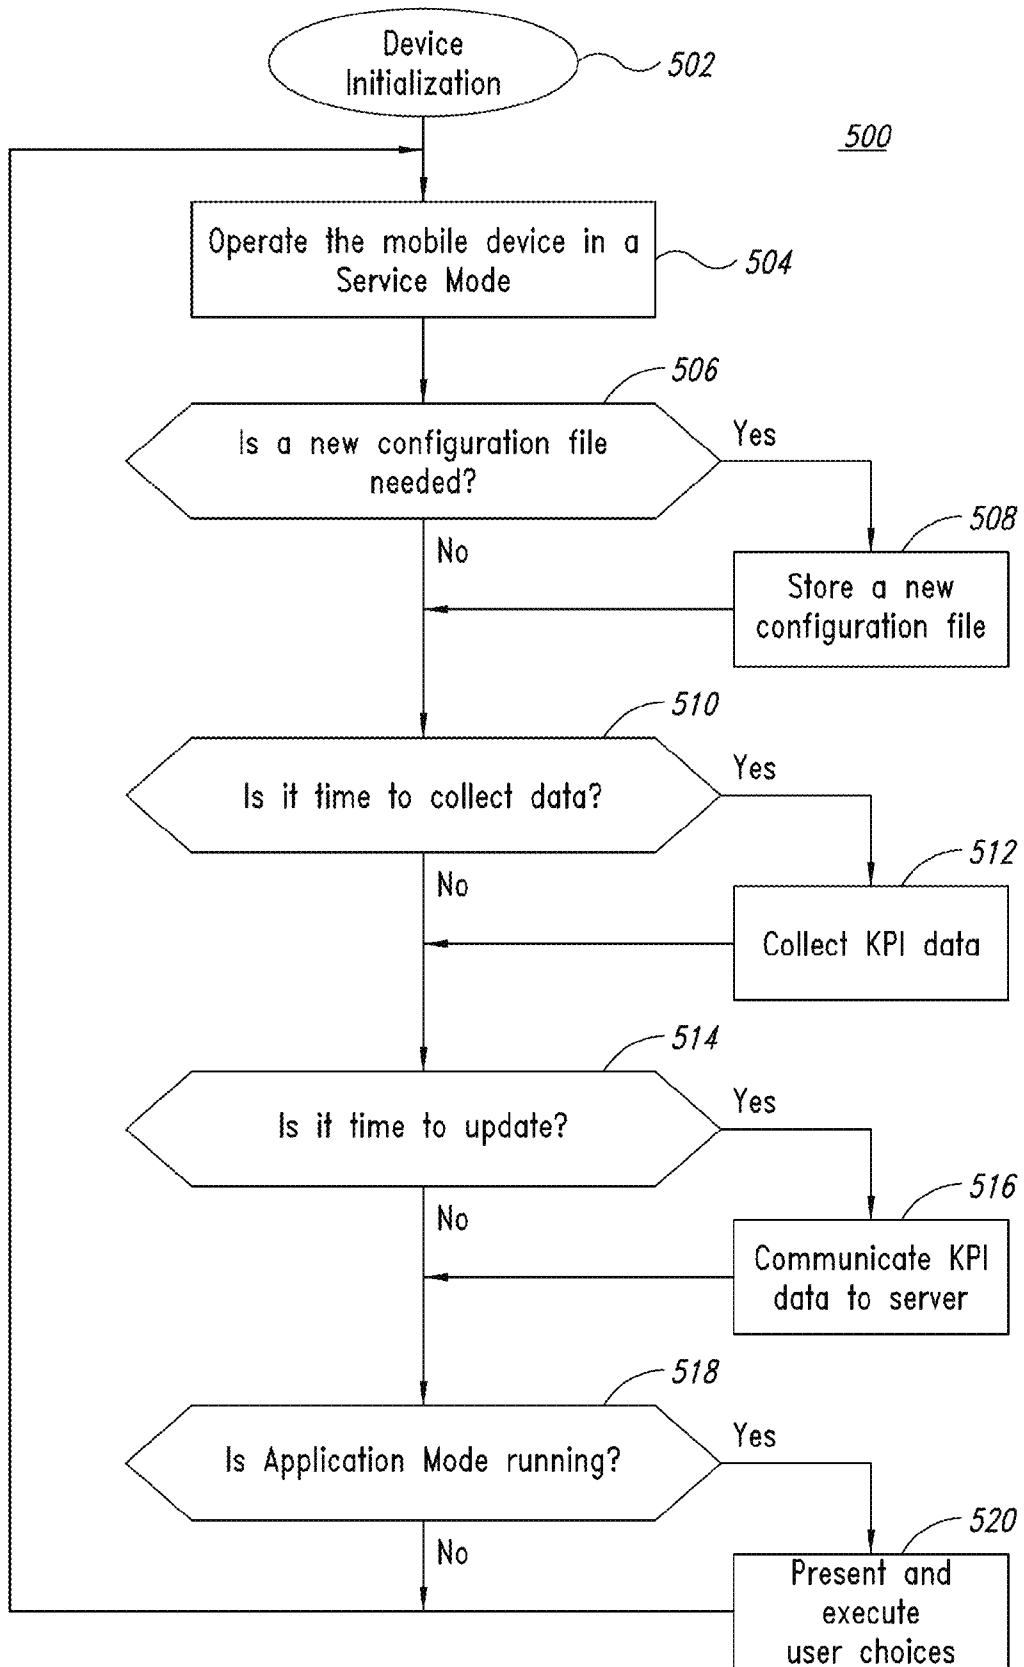 Device
Initialization
502
500
Operate the mobile device in a
Service Mode
504
506
Is a new configuration file
needed?
Yes
No
508
Store a new
configuration file
510
Is it time to collect data?
Yes
No
512
Collect KPI data
514
Is it time to update?
Yes
No
516
Communicate KPI
data to server
518
Is Application Mode running?
Yes
No
520
Present and
execute
user choices